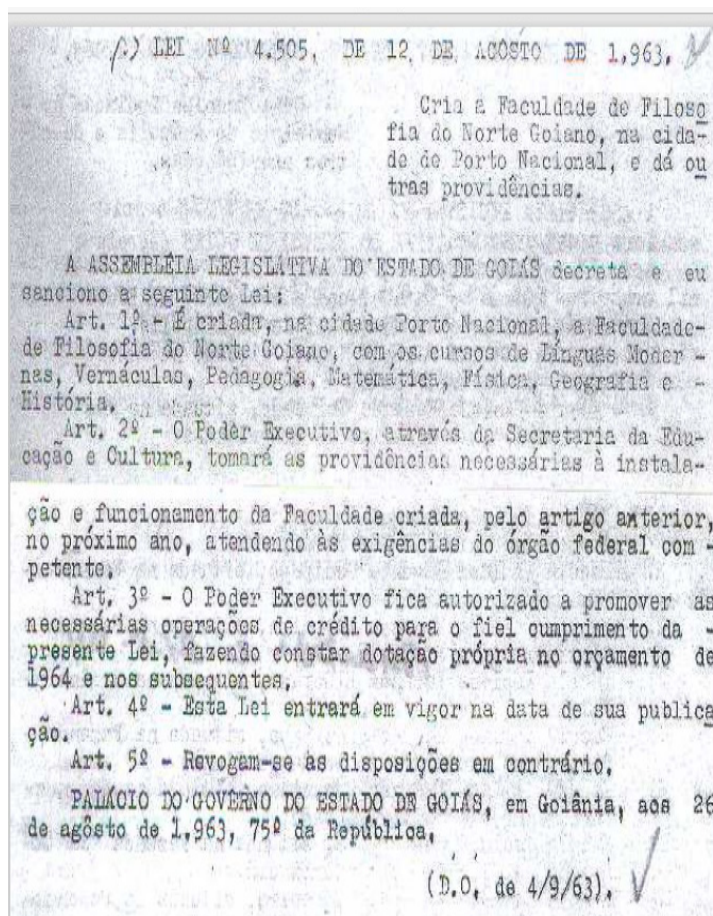 LEI Nº 4.505, DE 12 DE AGÔSTO DE 1.963.
Cria a Faculdade de Filoso
fia do Norte Goiano, na cida-
de de Porto Nacional, e dá ou
tras providências.
A ASSEMBLÉIA LEGISLATIVA DO ESTADO DE GOIÁS decreta e eu
sanciono a seguinte Lei:
Art. 1º - É criada, na cidade Porto Nacional, a Faculdade-
de Filosofia do Norte Goiano, com os cursos de Línguas Moder -
nas, Vernáculas, Pedagogia, Matemática, Física, Geografia e -
História.
Art. 2º - O Poder Executivo, através da Secretaria da Edu-
cação e Cultura, tomará as providências necessárias à instala-
ção e funcionamento da Faculdade criada, pelo artigo anterior,
no próximo ano, atendendo às exigências do órgão federal com -
petente.
Art. 3º - O Poder Executivo fica autorizado a promover as
necessárias operações de crédito para o fiel cumprimento da -
presente Lei, fazendo constar dotação própria no orçamento de
1964 e nos subsequentes.
Art. 4º - Esta Lei entrará em vigor na data de sua publica
ção.
Art. 5º - Revogam-se as disposições em contrário.
PALÁCIO DO GOVÊRNO DO ESTADO DE GOIÁS, em Goiânia, aos 26
de agôsto de 1.963, 75º da República.
(D.O. de 4/9/63).